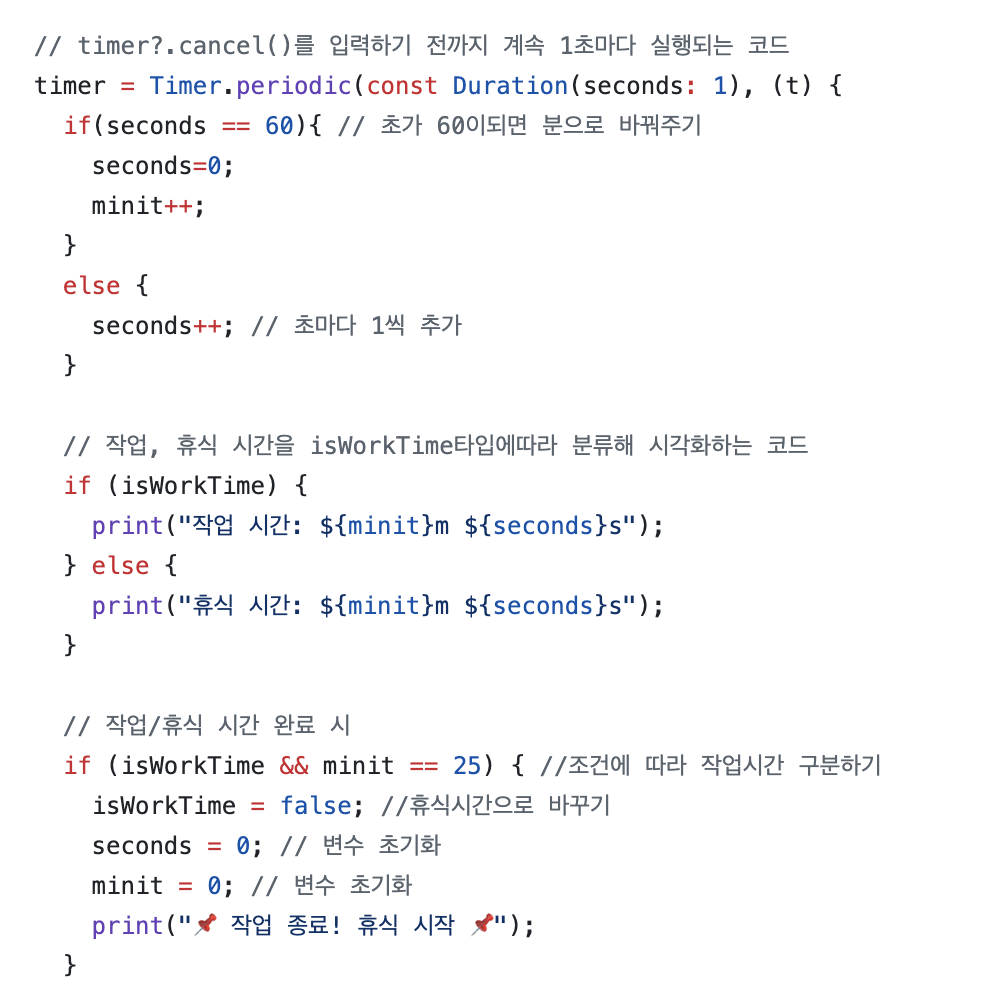 // timer?.cancel()를 입력하기 전까지 계속 1초마다 실행되는 코드
timer = Timer.periodic(const Duration(seconds: 1), (t) {
  if(seconds == 60){ // 초가 60이되면 분으로 바꿔주기
    seconds=0;
    minit++;
  }
  else {
    seconds++; // 초마다 1씩 추가
  }

  // 작업, 휴식 시간을 isWorkTime타입에따라 분류해 시각화하는 코드
  if (isWorkTime) {
    print("작업 시간: ${minit}m ${seconds}s");
  } else {
    print("휴식 시간: ${minit}m ${seconds}s");
  }

  // 작업/휴식 시간 완료 시
  if (isWorkTime && minit == 25) { //조건에 따라 작업시간 구분하기
    isWorkTime = false; //휴식시간으로 바꾸기
    seconds = 0; // 변수 초기화
    minit = 0; // 변수 초기화
    print("📌 작업 종료! 휴식 시작 📌");
  }